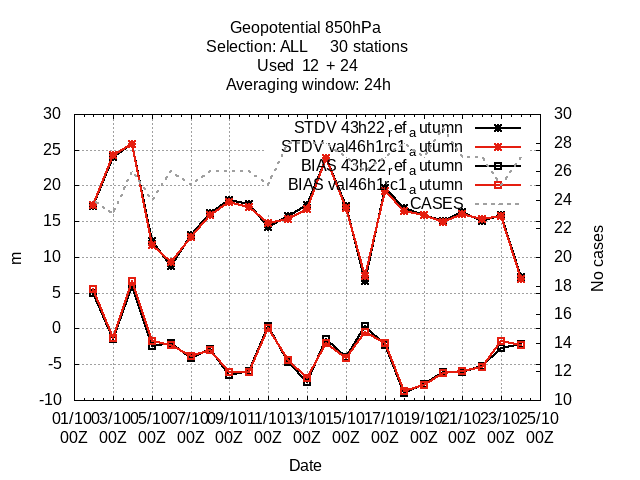 Geopotential 850hPa
Selection: ALL 30 stations
Used 12 + 24
Averaging window: 24h
30 30
STDV 43h22ref autumn
28
25 STDV val46h1rc1 autumn
26
20 BIAS 43h22ref autumn
BIAS val46h1rc1 autumn
24
15 CASES
22
10 20
5 18
0 16
-5 14
12
-10 10
m
No cases
01/10 03/10 05/10 07/10 09/10 11/10 13/10 15/10 17/10 19/10 21/10 23/10 25/10
00Z 00Z 00Z 00Z 00Z 00Z 00Z 00Z 00Z 00Z 00Z 00Z 00Z
Date